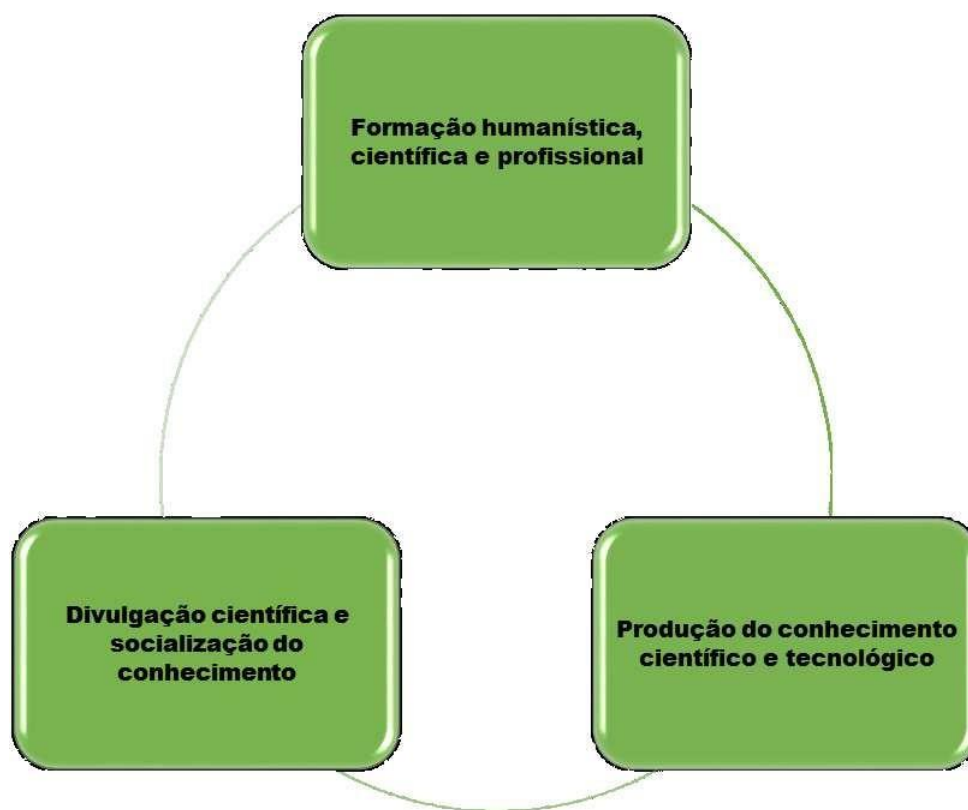 Formação humanística,
científica e profissional
Divulgação científica e
socialização do
conhecimento
Produção do conhecimento
científico e tecnológico